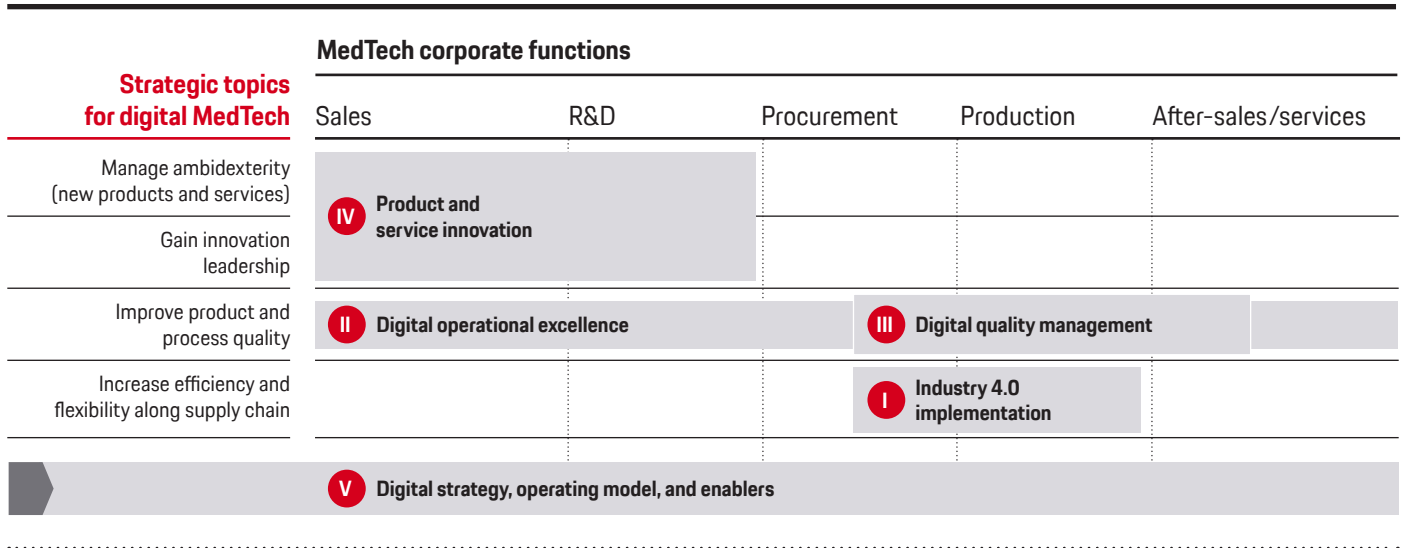 MedTech corporate functions
Strategic topics
for digital MedTech
Sales
R&D
Procurement
Production
After-sales/services
Manage ambidexterity
(new products and services)
IV
Product and
service innovation
Gain innovation
leadership
Improve product and
process quality
II
Digital operational excellence
III
Digital quality management
Increase efficiency and
flexibility along supply chain
I
Industry 4.0
implementation
V
Digital strategy, operating model, and enablers